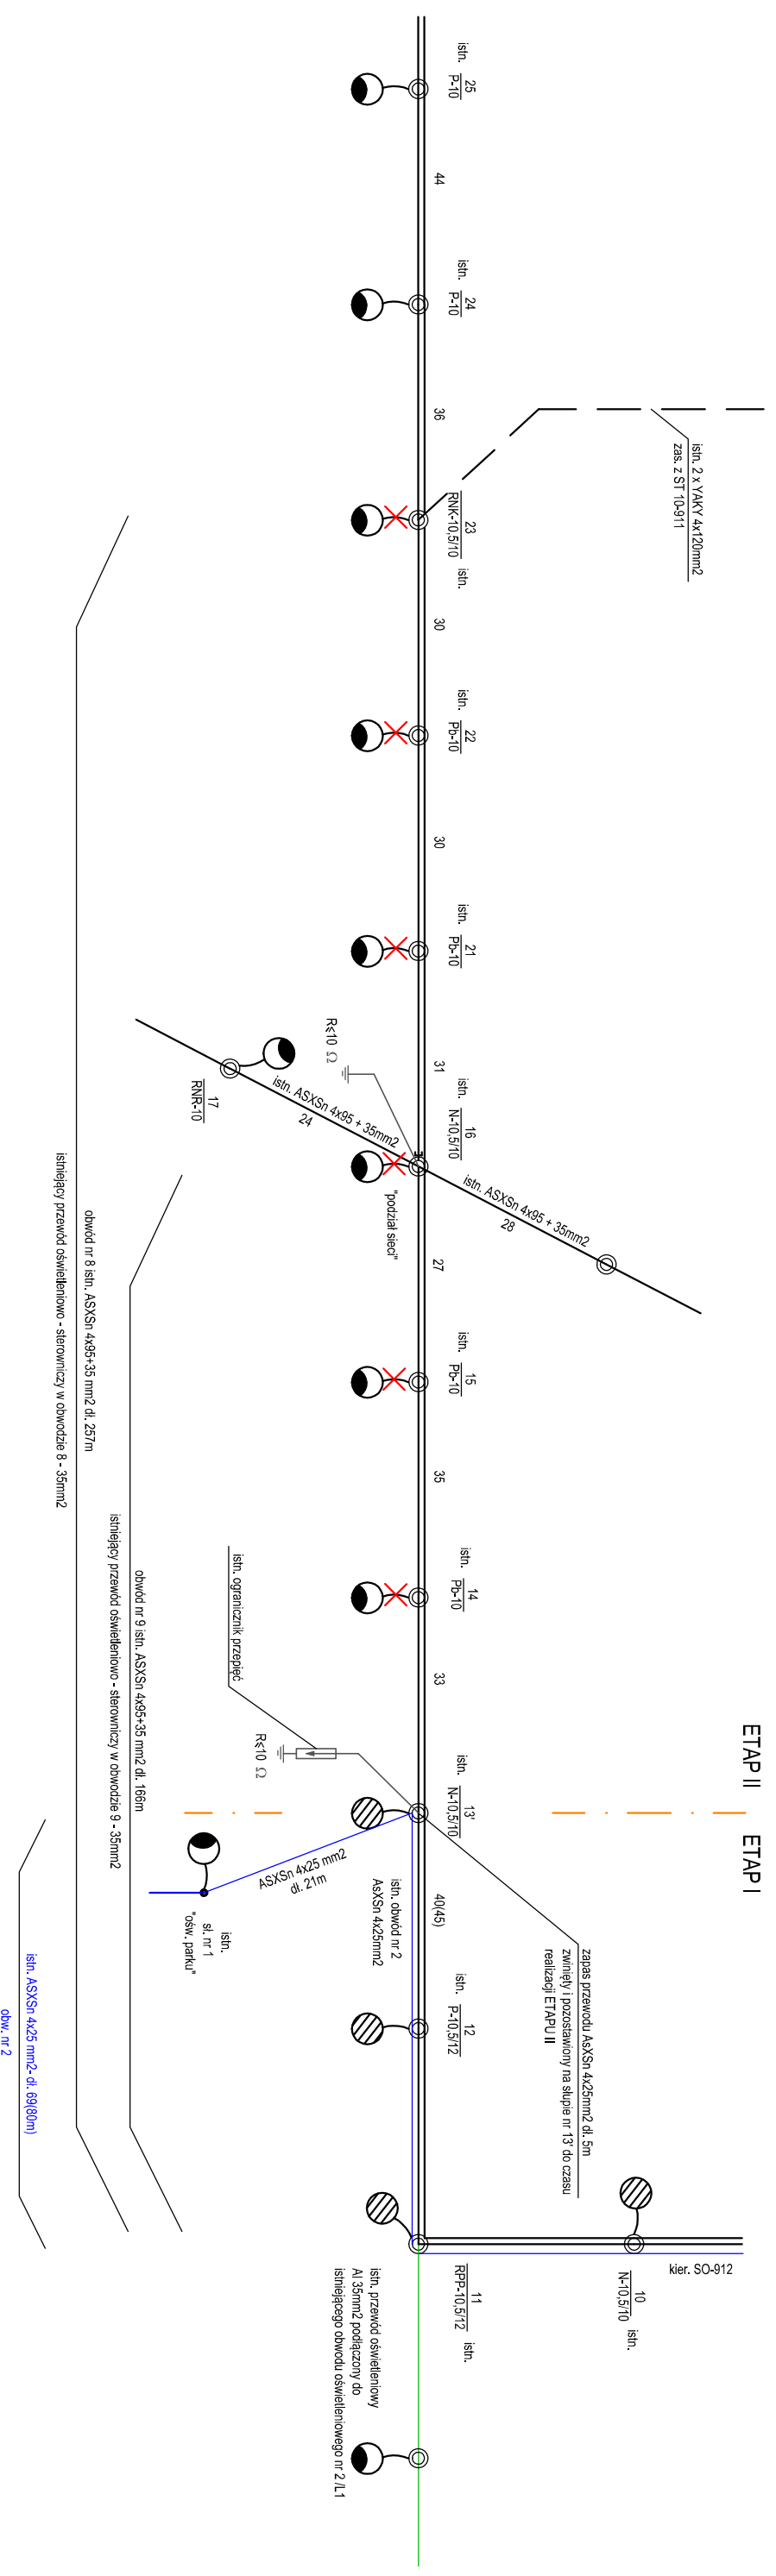 25
P-10
istn.
44
24
P-10
istn.
36
istn. 2 x YAKY 4x120mm2
zas. z ST 10-911
23
RNK-10,5/10
istn.
30
22
Pb-10
istn.
30
21
Pb-10
istn.
31
16
N-10,5/10
istn.
R≤10 Ω
istn. ASXSn 4x95 + 35mm2
24
17
RNR-10
"podział sieci"
istn. ASXSn 4x95 + 35mm2
28
27
15
Pb-10
istn.
35
14
Pb-10
istn.
33
istn. ogranicznik przepięć
R≤10 Ω
ETAP II
ETAP I
13'
N-10,5/10
istn.
40(45)
zapas przewodu AsXSn 4x25mm2 dł. 5m
zwinięty i pozostawiony na słupie nr 13' do czasu
realizacji ETAPU II
istn. obwód nr 2
AsXSn 4x25mm2
ASXSn 4x25 mm2
dł. 21m
istn.
sł. nr 1
"ośw. parku"
12
P-10,5/12
istn.
kier. SO-912
10
N-10,5/10
istn.
11
RPP-10,5/12
istn.
istn. przewód oświetleniowy
Al 35mm2 podłączony do
istniejącego obwodu oświetleniowego nr 2 /L1
obwód nr 9 istn. ASXSn 4x95+35 mm2 dł. 166m
istniejący przewód oświetleniowo - sterowniczy w obwodzie 9 - 35mm2
obwód nr 8 istn. ASXSn 4x95+35 mm2 dł. 257m
istniejący przewód oświetleniowo - sterowniczy w obwodzie 8 - 35mm2
istn. ASXSn 4x25 mm2- dł. 69(80m)
obw. nr 2